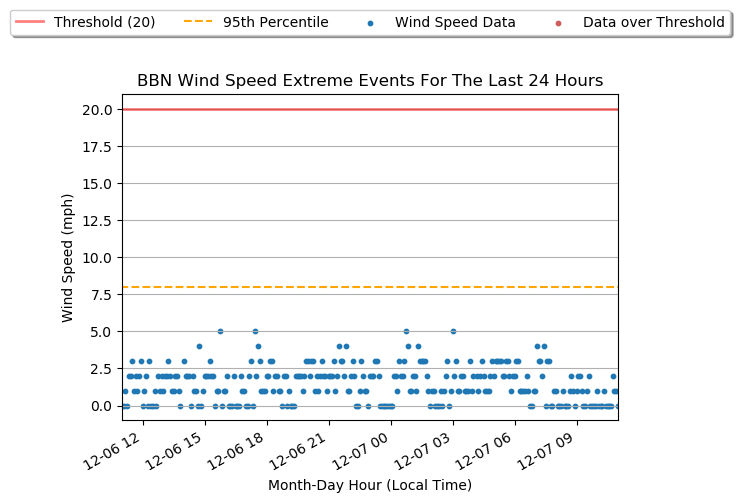 Threshold (20) 95th Percentile Wind Speed Data Data over Threshold
BBN Wind Speed Extreme Events For The Last 24 Hours
Wind Speed (mph)
20.0
17.5
15.0
12.5
10.0
7.5
5.0
2.5
0.0
12-06 12 12-06 15 12-06 18 12-06 21 12-07 00 12-07 03 12-07 06 12-07 09
Month-Day Hour (Local Time)